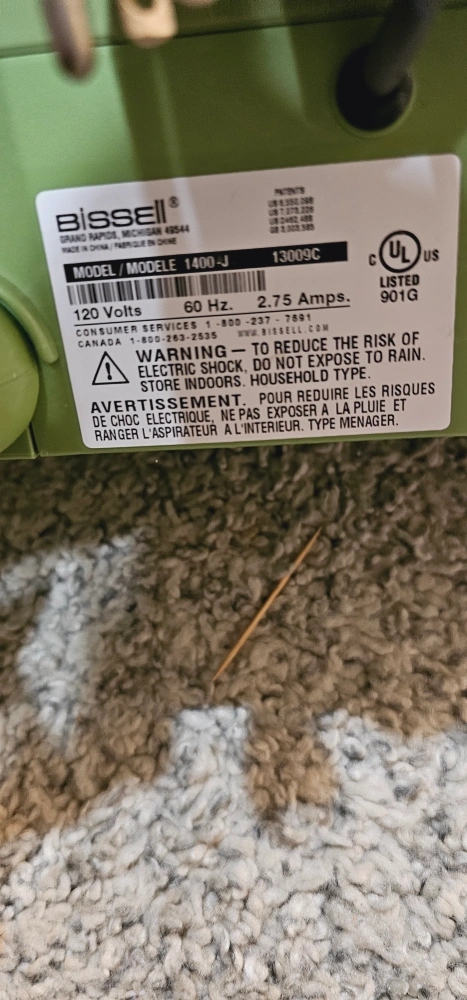 BISSELL®
GRAND RAPIDS, MICHIGAN 49544
MADE IN CHINA / FABRIQUE EN CHINE
PATENTS
MODEL / MODELE 1400-J 13009C
120 Volts 60 Hz. 2.75 Amps.
CONSUMER SERVICES 1-800-237-7691
CANADA 1-800-263-2535 WWW.BISSELL.COM
C UL US
LISTED
901G
WARNING — TO REDUCE THE RISK OF
ELECTRIC SHOCK, DO NOT EXPOSE TO RAIN.
STORE INDOORS. HOUSEHOLD TYPE.
AVERTISSEMENT. POUR REDUIRE LES RISQUES
DE CHOC ELECTRIQUE, NE PAS EXPOSER A LA PLUIE ET
RANGER L'ASPIRATEUR A L'INTERIEUR. TYPE MENAGER.